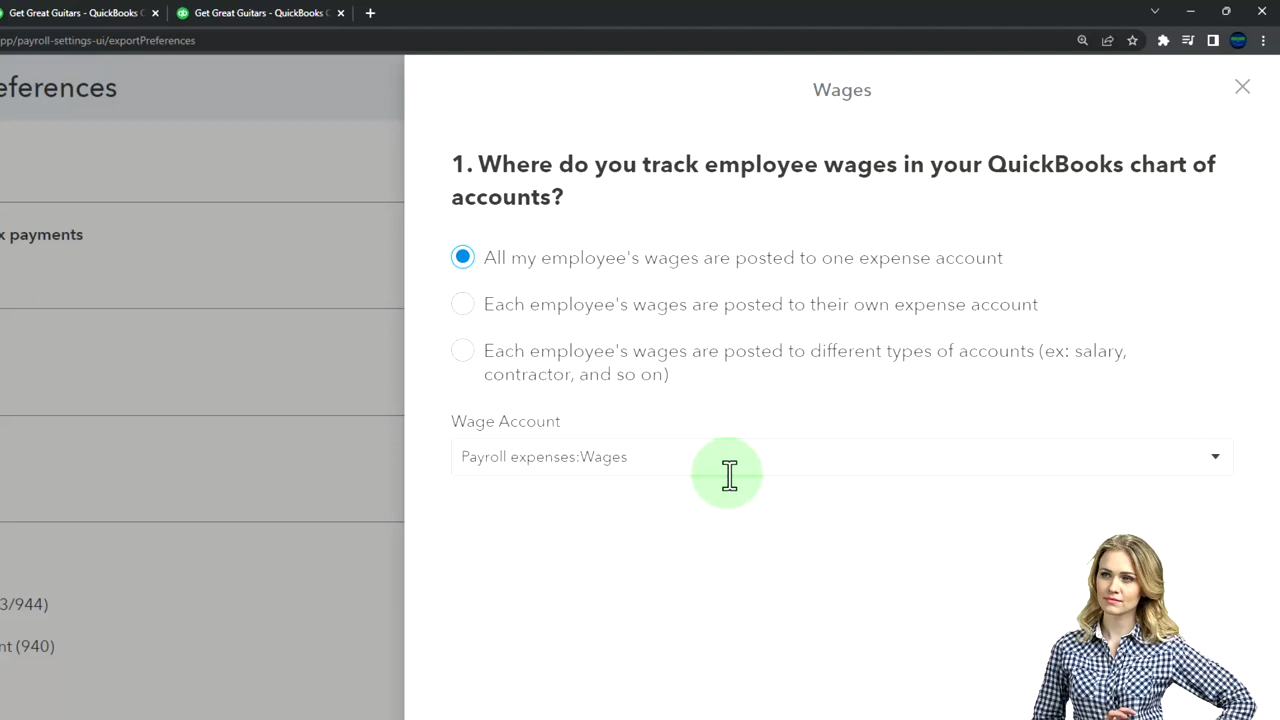 Get Great Guitars - QuickBooks C
Get Great Guitars - QuickBooks C
pp/payroll-settings-ui/exportPreferences
eferences
Wages
1. Where do you track employee wages in your QuickBooks chart of
accounts?
x payments
All my employee's wages are posted to one expense account
Each employee's wages are posted to their own expense account
Each employee's wages are posted to different types of accounts (ex: salary,
contractor, and so on)
Wage Account
Payroll expenses:Wages
3/944)
nt (940)